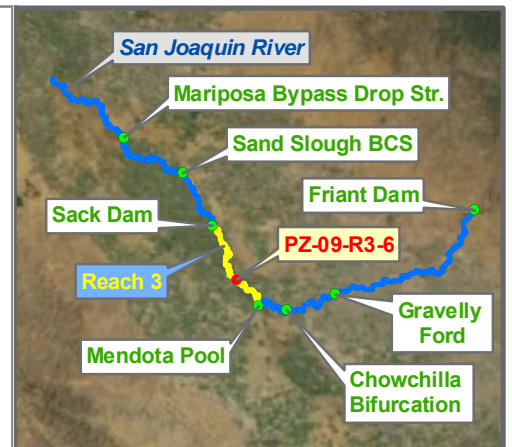 San Joaquin River
Mariposa Bypass Drop Str.
Sand Slough BCS
Friant Dam
Sack Dam
PZ-09-R3-6
Reach 3
Gravelly
Ford
Mendota Pool
Chowchilla
Bifurcation